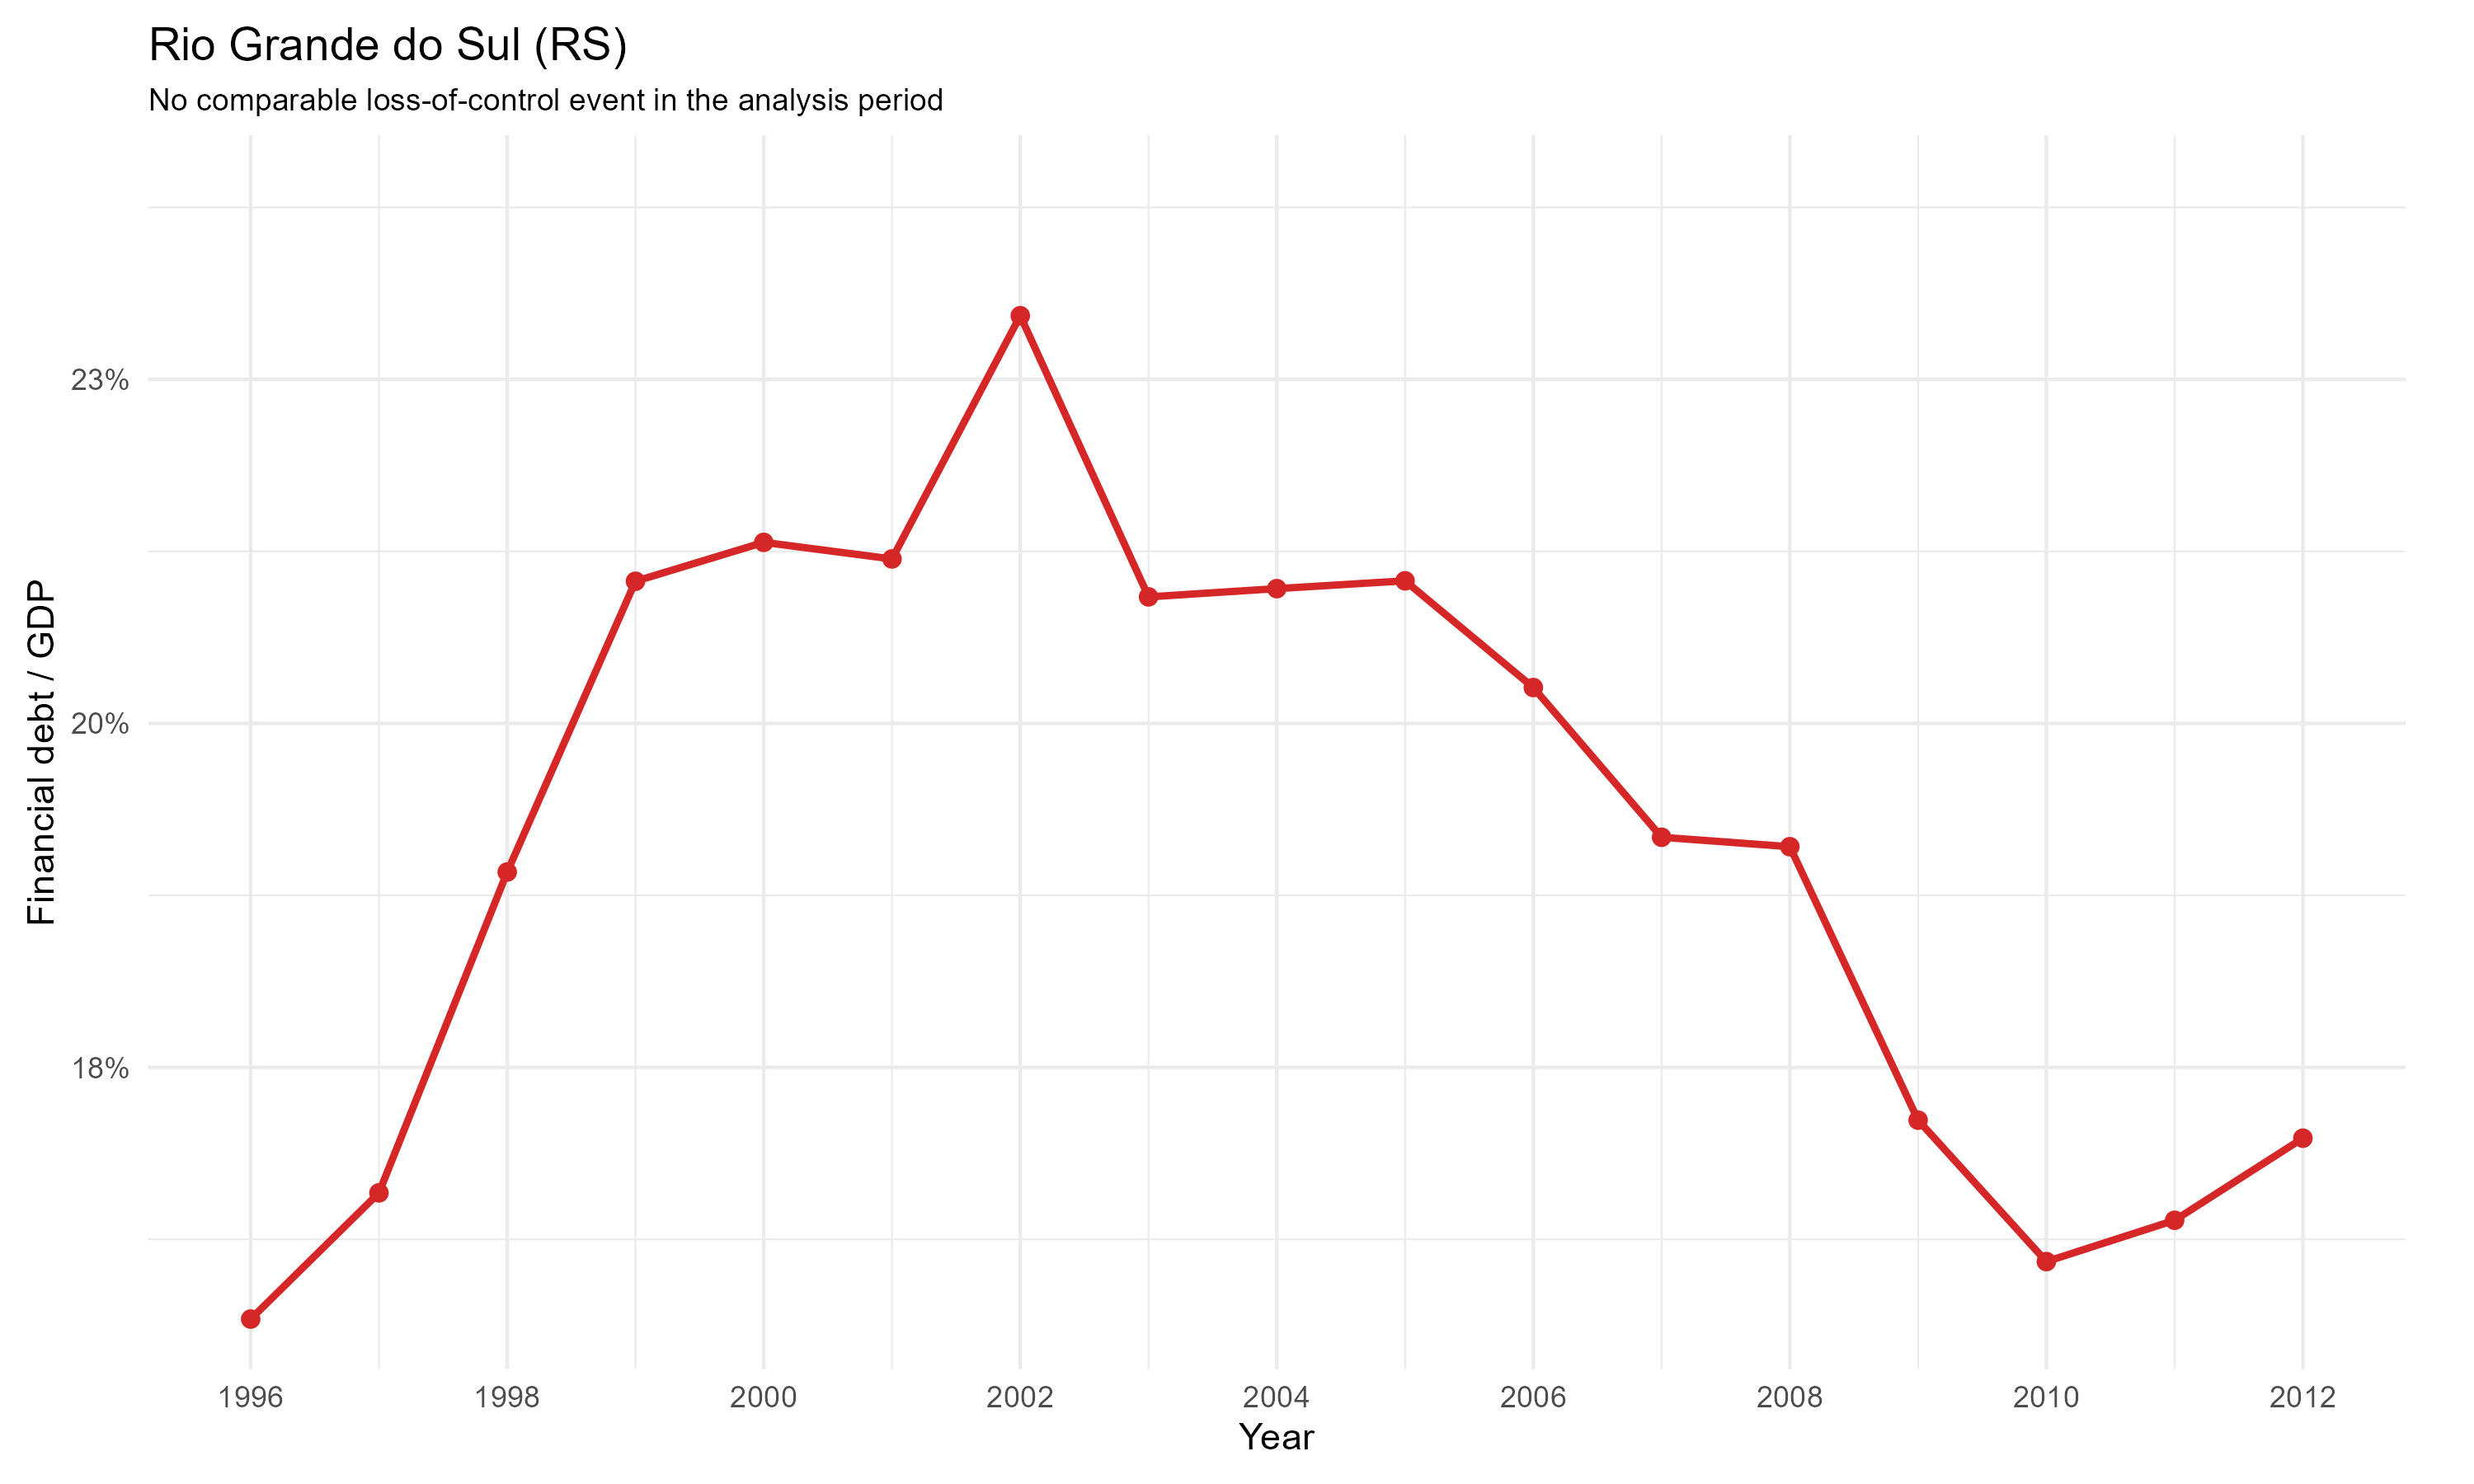 Rio Grande do Sul (RS)
No comparable loss-of-control event in the analysis period
Financial debt / GDP
23%
20%
18%
1996 1998 2000 2002 2004 2006 2008 2010 2012
Year